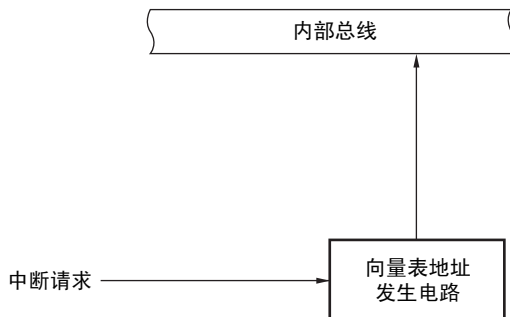 内部总线
中断请求
向量表地址
发生电路